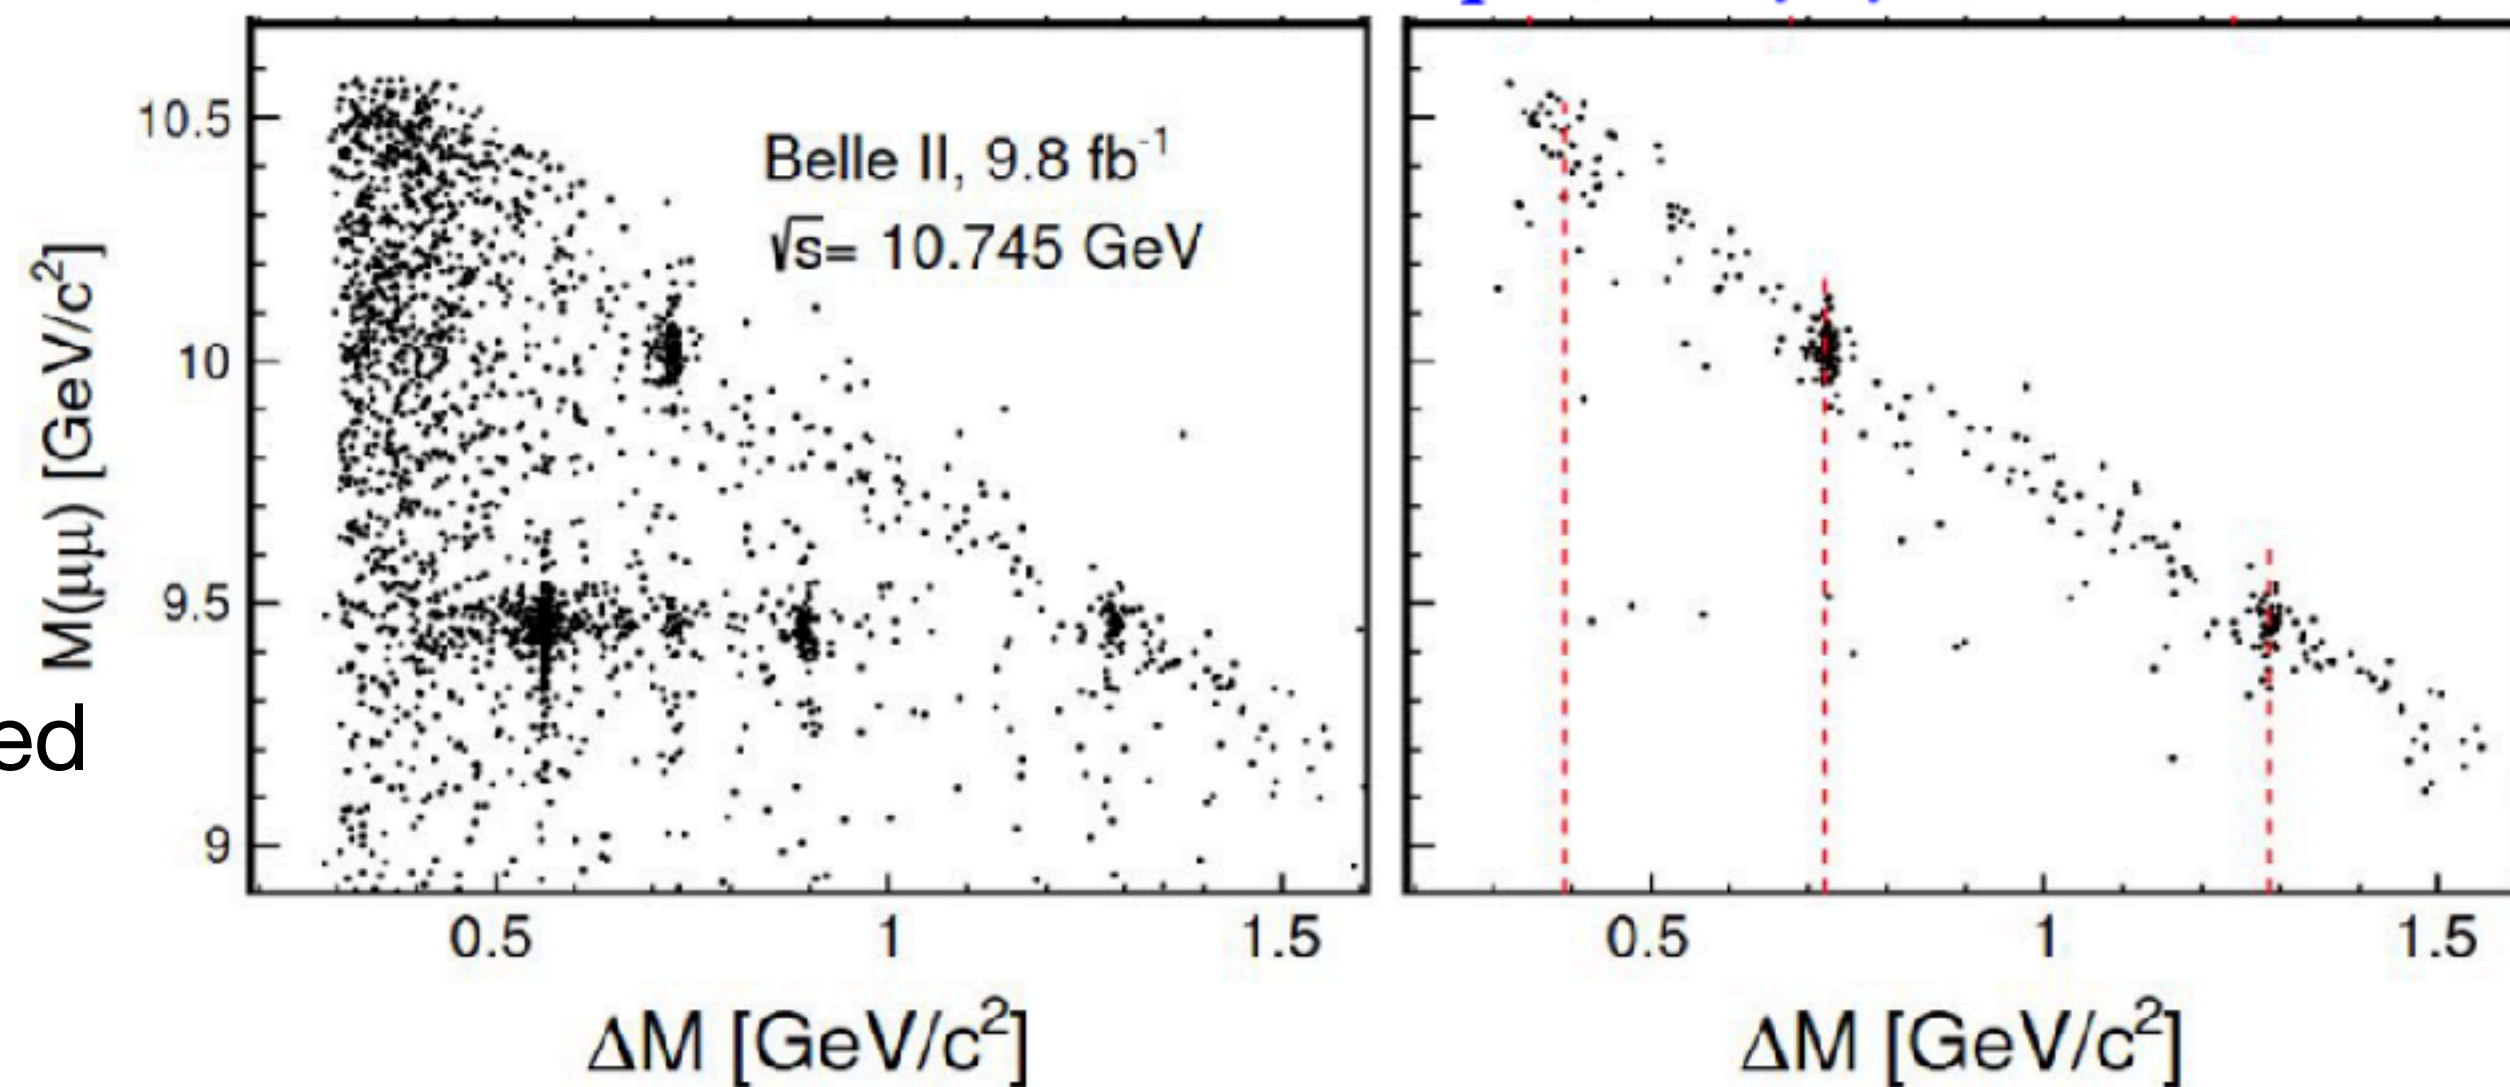 10.5
10
9.5
9
M(μμ) [GeV/c²]
Belle II, 9.8 fb⁻¹
√s= 10.745 GeV
ed
0.5 1 1.5
ΔM [GeV/c²]
0.5 1 1.5
ΔM [GeV/c²]